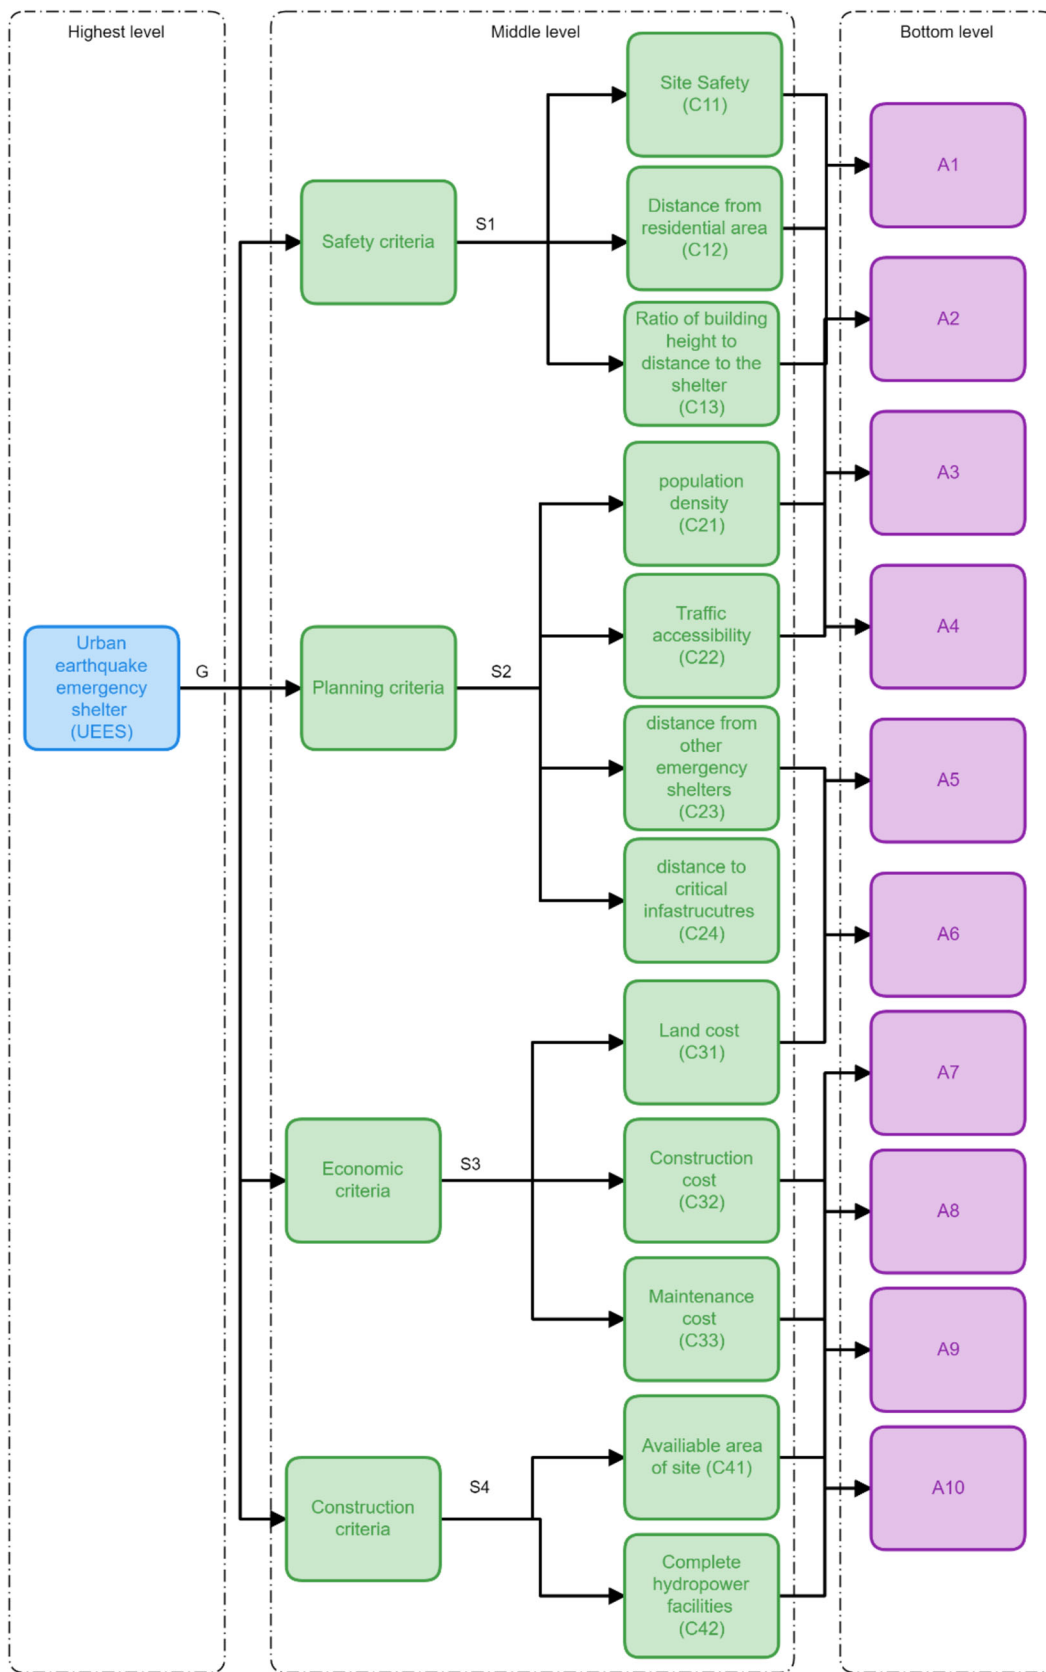 Highest level
Middle level
Bottom level
Site Safety
(C11)
A1
Distance from
residential area
(C12)
Safety criteria
S1
Ratio of building
height to
distance to the
shelter
(C13)
A2
population
density
(C21)
A3
Traffic
accessibility
(C22)
A4
Urban
earthquake
emergency
shelter
(UEES)
G
Planning criteria
S2
distance from
other
emergency
shelters
(C23)
A5
distance to
critical
infastrucutres
(C24)
A6
Land cost
(C31)
A7
Economic
criteria
S3
Construction
cost
(C32)
A8
Maintenance
cost
(C33)
A9
Availiable area
of site (C41)
A10
Construction
criteria
S4
Complete
hydropower
facilities
(C42)